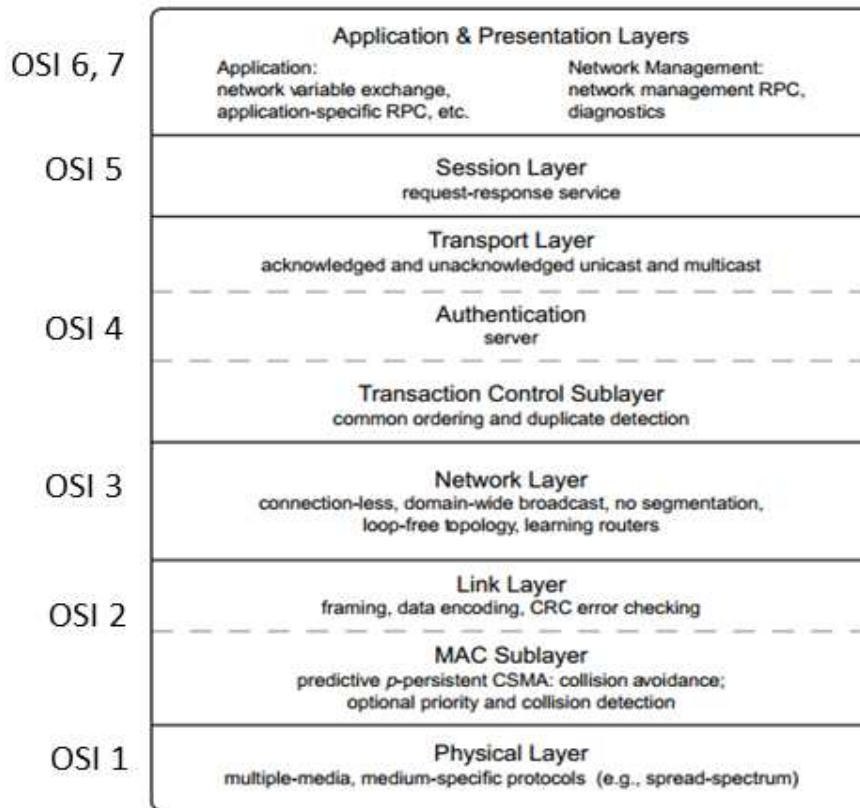 OSI 6, 7
Application & Presentation Layers
Application:
network variable exchange,
application-specific RPC, etc.
Network Management:
network management RPC,
diagnostics
OSI 5
Session Layer
request-response service
Transport Layer
acknowledged and unacknowledged unicast and multicast
OSI 4
Authentication
server
Transaction Control Sublayer
common ordering and duplicate detection
OSI 3
Network Layer
connection-less, domain-wide broadcast, no segmentation,
loop-free topology, learning routers
OSI 2
Link Layer
framing, data encoding, CRC error checking
MAC Sublayer
predictive p-persistent CSMA: collision avoidance;
optional priority and collision detection
OSI 1
Physical Layer
multiple-media, medium-specific protocols (e.g., spread-spectrum)